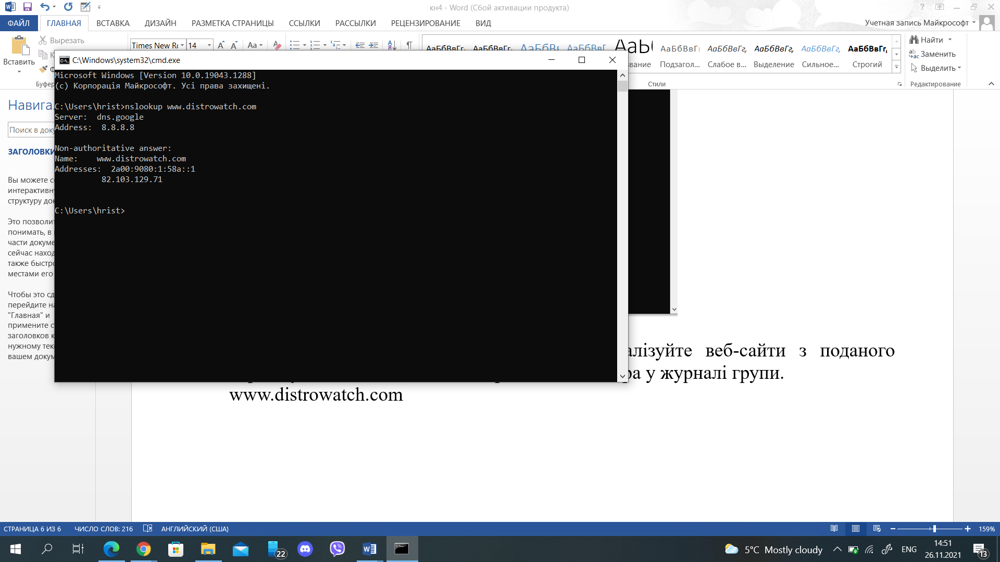 кн4 - Word (Сбой активации продукта)
ФАЙЛ ГЛАВНАЯ ВСТАВКА ДИЗАЙН РАЗМЕТКА СТРАНИЦЫ ССЫЛКИ РАССЫЛКИ РЕЦЕНЗИРОВАНИЕ ВИД Учетная запись Майкрософт
Вставить
Вырезать
Times New Ro 14
АаБбВвГг, АаБбВвГг, АаБбВ АаБбВвГ АаБ АаБбВвГг АаБбВвГг, АаБбВвГг, АаБбВвГг, АаБбВвГг,
Подзагол... Слабое в... Выделение Сильное... Строгий
Стили
Найти
Заменить
Выделить
Редактирование
C:\Windows\system32\cmd.exe
Microsoft Windows [Version 10.0.19043.1288]
(c) Корпорація Майкрософт. Усі права захищені.
C:\Users\hrist>nslookup www.distrowatch.com
Server:  dns.google
Address:  8.8.8.8
Non-authoritative answer:
Name:    www.distrowatch.com
Addresses:  2a00:9080:1:58a::1
82.103.129.71
C:\Users\hrist>
Навига
Поиск в доку
ЗАГОЛОВКИ
Вы можете с
интерактивну
структуру док
Это позволит
понимать, в
части докуме
сейчас наход
также быстро
местами его
Чтобы это сд
перейдите на
"Главная" и
примените с
заголовков к
нужному тек
вашем докум
алізуйте веб-сайти з поданого
ра у журналі групи.
www.distrowatch.com
СТРАНИЦА 6 ИЗ 6 ЧИСЛО СЛОВ: 216 АНГЛИЙСКИЙ (США) 159%
22
5°C Mostly cloudy ENG 14:51
26.11.2021
13